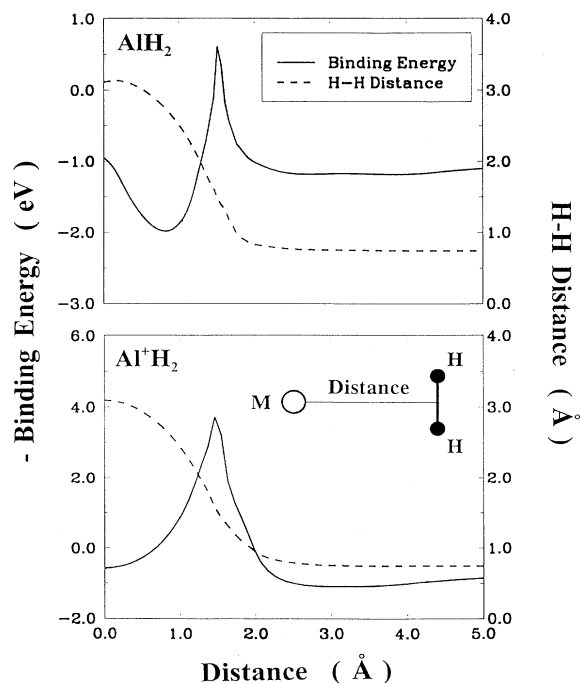 AlH₂
Binding Energy
H-H Distance
1.0
0.0
-1.0
-2.0
-3.0
4.0
3.0
2.0
1.0
0.0
Al⁺H₂
M
Distance
H
H
6.0
4.0
2.0
-0.0
-2.0
4.0
3.0
2.0
1.0
0.0
0.0
1.0
2.0
3.0
4.0
5.0
- Binding Energy ( eV )
H-H Distance ( Å )
Distance ( Å )